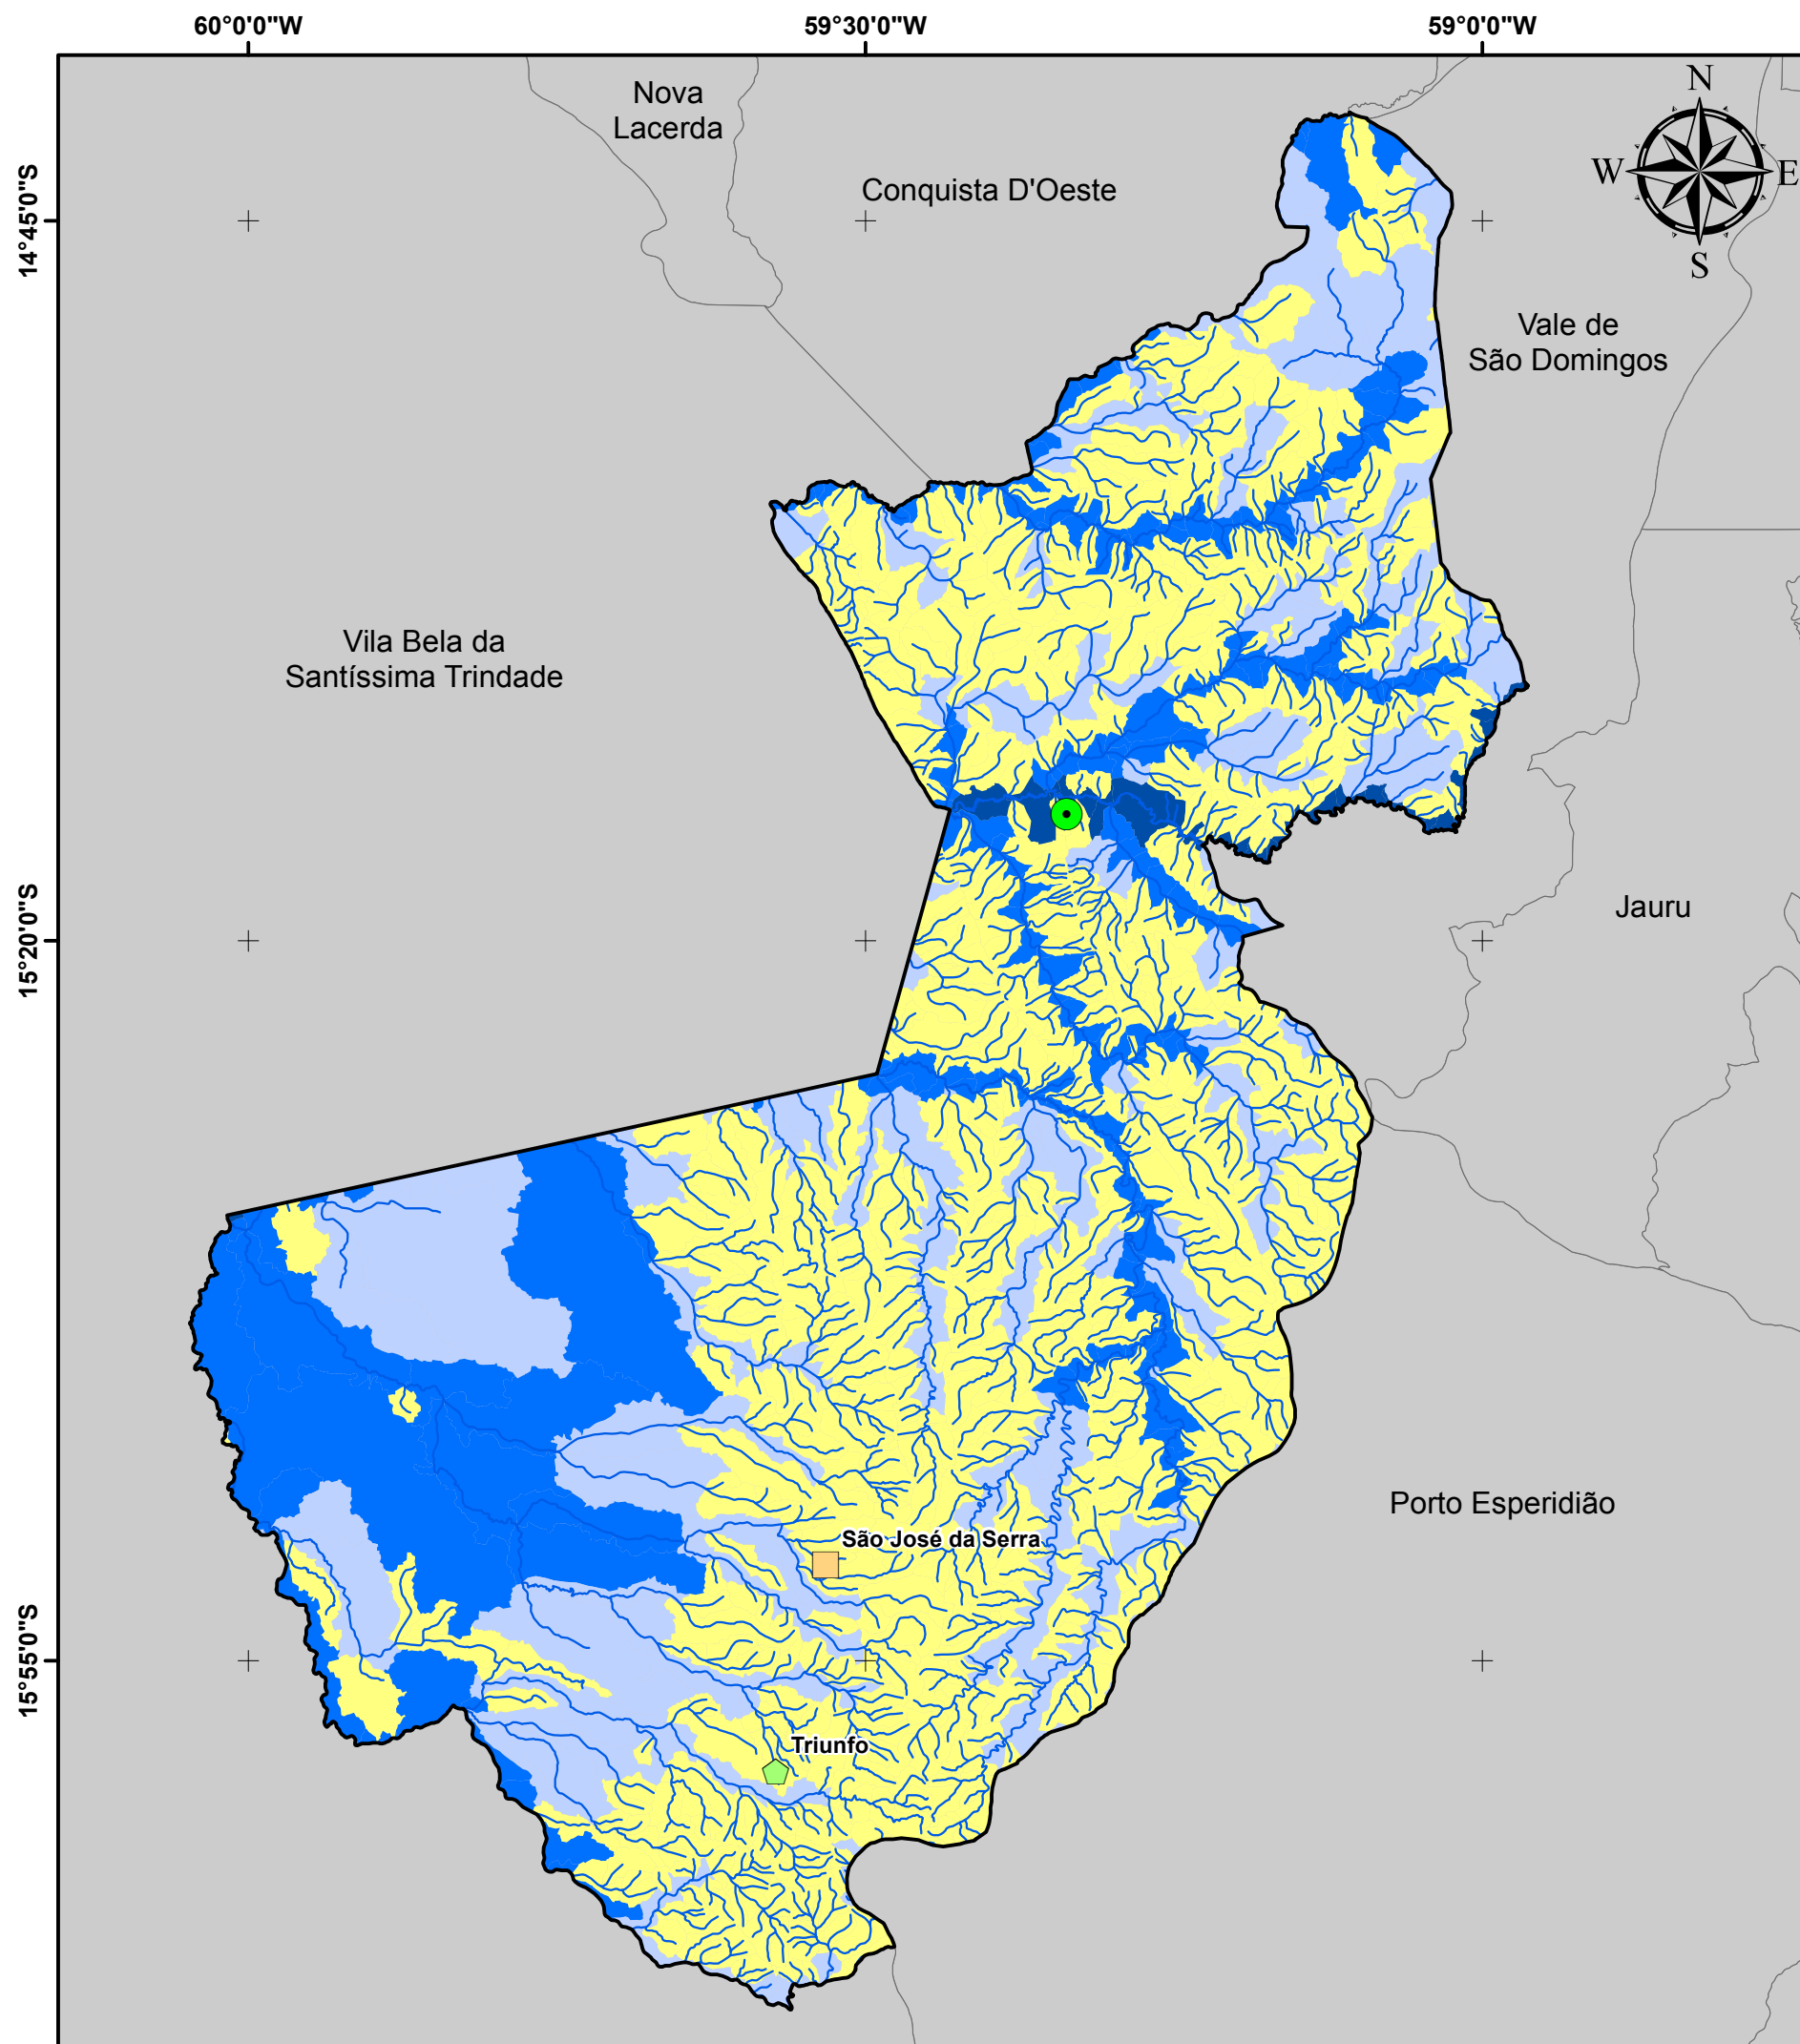 60°0'0"W
59°30'0"W
59°0'0"W
14°45'0"S
15°20'0"S
15°55'0"S
N
W
E
S
Nova
Lacerda
Conquista D'Oeste
Vale de
São Domingos
Vila Bela da
Santíssima Trindade
Jauru
Porto Esperidião
São José da Serra
Triunfo